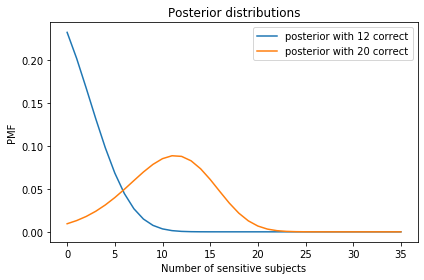 Posterior distributions
posterior with 12 correct
posterior with 20 correct
PMF
0.20
0.15
0.10
0.05
0.00
0 5 10 15 20 25 30 35
Number of sensitive subjects